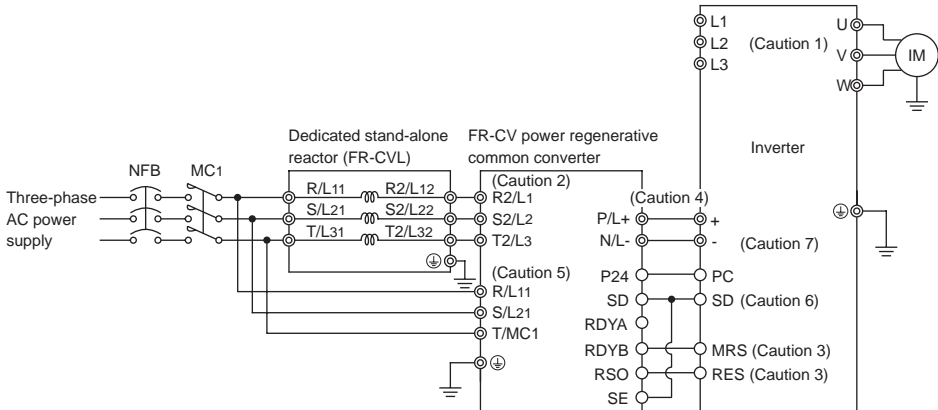 L1
L2
L3
(Caution 1)
U
V
W
IM
Inverter
Dedicated stand-alone
reactor (FR-CVL)
FR-CV power regenerative
common converter
NFB
MC1
Three-phase
AC power
supply
R/L11
R2/L12
S/L21
S2/L22
T/L31
T2/L32
(Caution 2)
R2/L1
S2/L2
T2/L3
(Caution 5)
R/L11
S/L21
T/MC1
(Caution 4)
P/L+
+
N/L-
-
(Caution 7)
P24
PC
SD
SD (Caution 6)
RDYA
RDYB
MRS (Caution 3)
RSO
RES (Caution 3)
SE